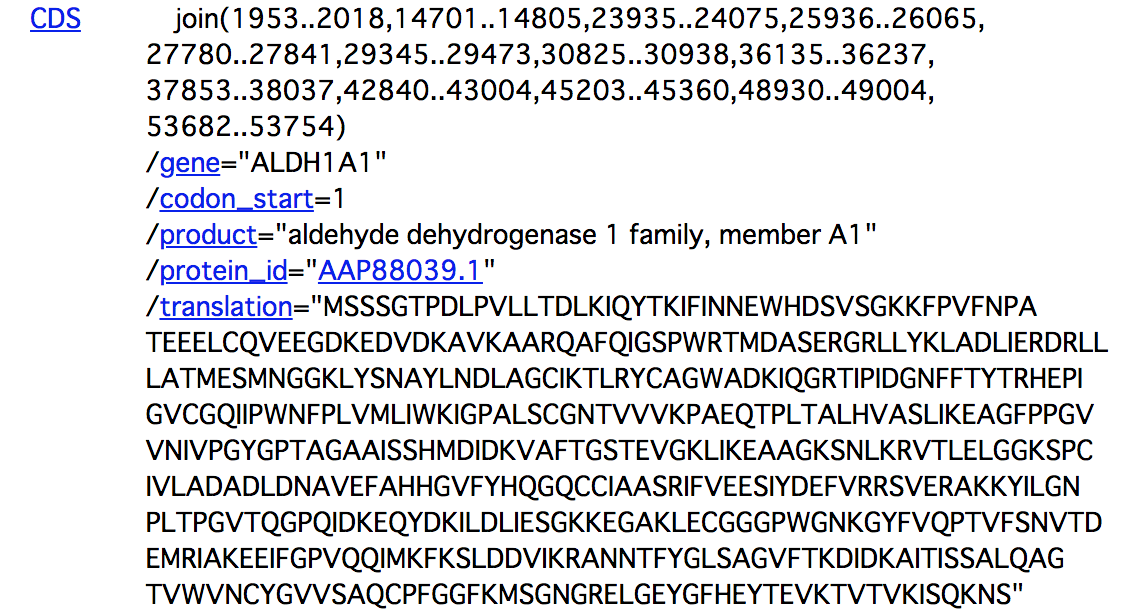 CDS join(1953..2018,14701..14805,23935..24075,25936..26065,
27780..27841,29345..29473,30825..30938,36135..36237,
37853..38037,42840..43004,45203..45360,48930..49004,
53682..53754)
/gene="ALDH1A1"
/codon_start=1
/product="aldehyde dehydrogenase 1 family, member A1"
/protein_id="AAP88039.1"
/translation="MSSSGTPDLPVLLTDLKIQYTKIFINNEWHDSVSGKKFPVFNPA
TEEELCQVEEGDKEDVDKAVKAARQAFQIGSPWRTMDASERGRLLYKLADLIERDRLL
LATMESMNGGKLYSNAYLNDLAGCIKTLRYCAGWADKIQGRTIPIDGNFFTYTRHEPI
GVCGQIIPWNFPLVMLIWKIGPALSCGNTVVVKPAEQTPLTALHVASLIKEAGFPPGV
VNIVPGYGPTAGAAISSHMDIDKVAFTGSTEVGKLIKEAAGKSNLKRVTLELGGKSPC
IVLADADLDNAVEFAHHGVFYHQGQCCIAASRIFVEESIYDEFVRRSVERAKKYILGN
PLTPGVTQGPQIDKEQYDKILDLIESGKKEGAKLECGGGPWGNKGYFVQPTVFSNVTD
EMRIAKEEIFGPVQQIMKFKSLDDVIKRANNTFYGLSAGVFTKDIDKAITISSALQAG
TVWVNCYGVVSAQCPFGGFKMSGNGRELGEYGFHEYTEVKTVTVKISQKNS"